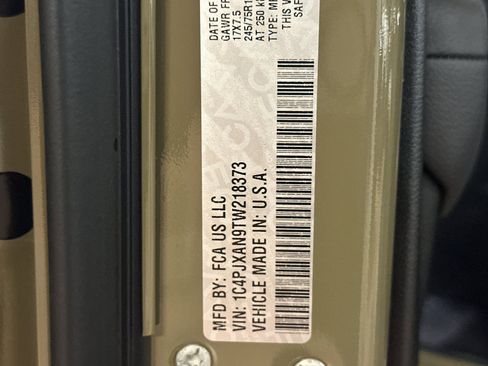 DATE OF
GAWR FR
17X7.5
245/75R1
AT 250 k
TYPE: M
THIS V
SAF
MFD BY: FCA US LLC
VIN: 1C4PJXAN9TW218373
VEHICLE MADE IN: U.S.A.